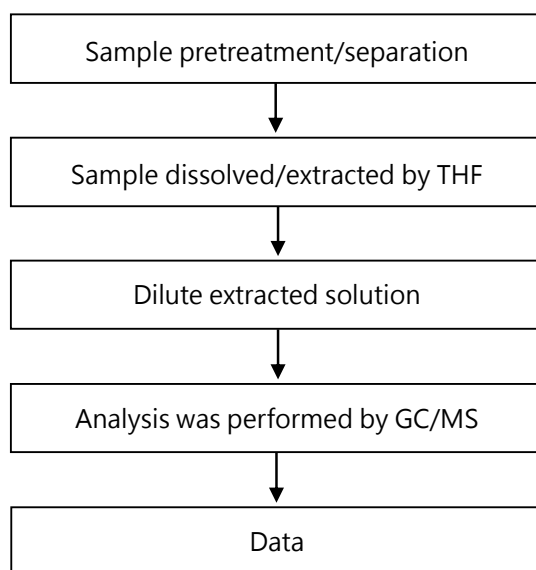 Sample pretreatment/separation
Sample dissolved/extracted by THF
Dilute extracted solution
Analysis was performed by GC/MS
Data